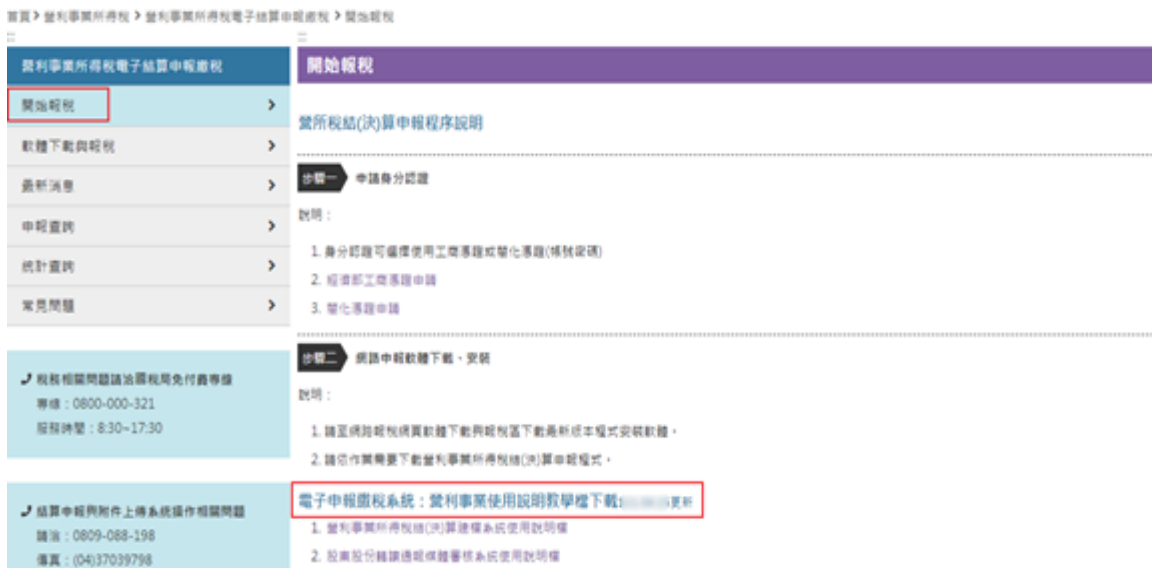 首頁 > 營利事業所得稅 > 營利事業所得稅電子結算申報繳稅 > 開始報稅
營利事業所得稅電子結算申報繳稅
開始報稅
軟體下載與報稅
最新消息
申報查詢
統計查詢
常見問題
稅務相關問題請洽國稅局免付費專線
專線：0800-000-321
服務時間：8:30~17:30
結算申報與附件上傳系統操作相關問題
請洽：0809-088-198
傳真：(04)37039798
開始報稅
營所稅結(決)算申報程序說明
步驟一 申請身分認證
說明：
1. 身分認證可選擇使用工商憑證或簡化憑證(帳號密碼)
2. 經濟部工商憑證申請
3. 簡化憑證申請
步驟二 網路申報軟體下載、安裝
說明：
1. 請至網路報稅網頁軟體下載與報稅區下載最新版本程式安裝軟體。
2. 請依作業需要下載營利事業所得稅結(決)算申報程式。
電子申報繳稅系統：營利事業使用說明教學檔下載 更新
1. 營利事業所得稅結(決)算建檔系統使用說明檔
2. 股東股份轉讓通報媒體審核系統使用說明檔